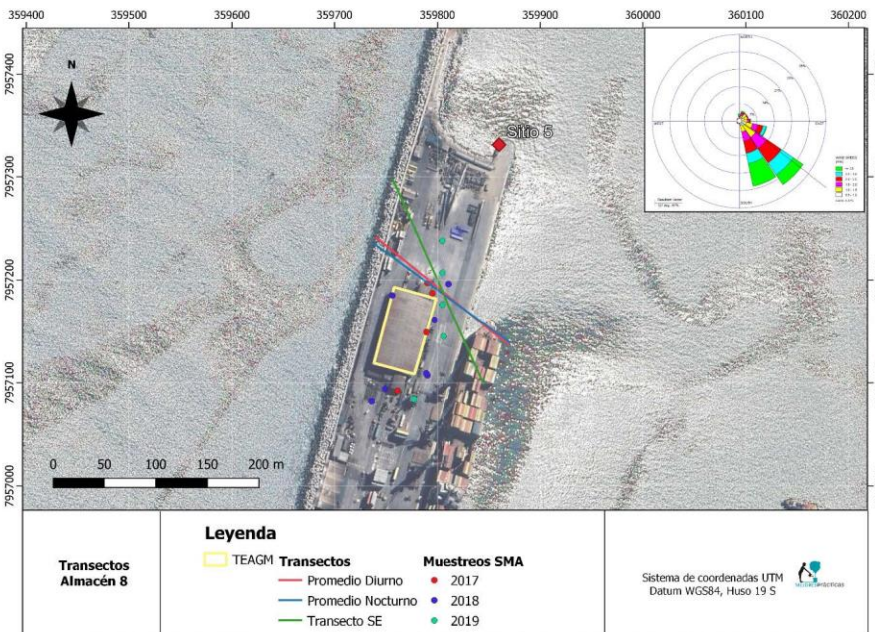 359400 359500 359600 359700 359800 359900 360000 360100 360200
7957400
7957300
7957200
7957100
7957000
N
Sitio 5
0 50 100 150 200 m
Transectos
Almacén 8
Leyenda
TEAGM
Transectos
Promedio Diurno
Promedio Nocturno
Transecto SE
Muestreos SMA
2017
2018
2019
Sistema de coordenadas UTM
Datum WGS84, Huso 19 S